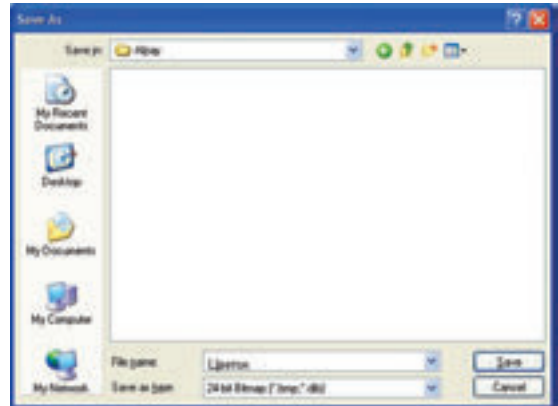 Save As
Save in:
My Recent
Documents
Desktop
My Documents
My Computer
My Network
File name:
Цветок
Save
Save as type:
24-bit Bitmap (*.bmp;*.dib)
Cancel